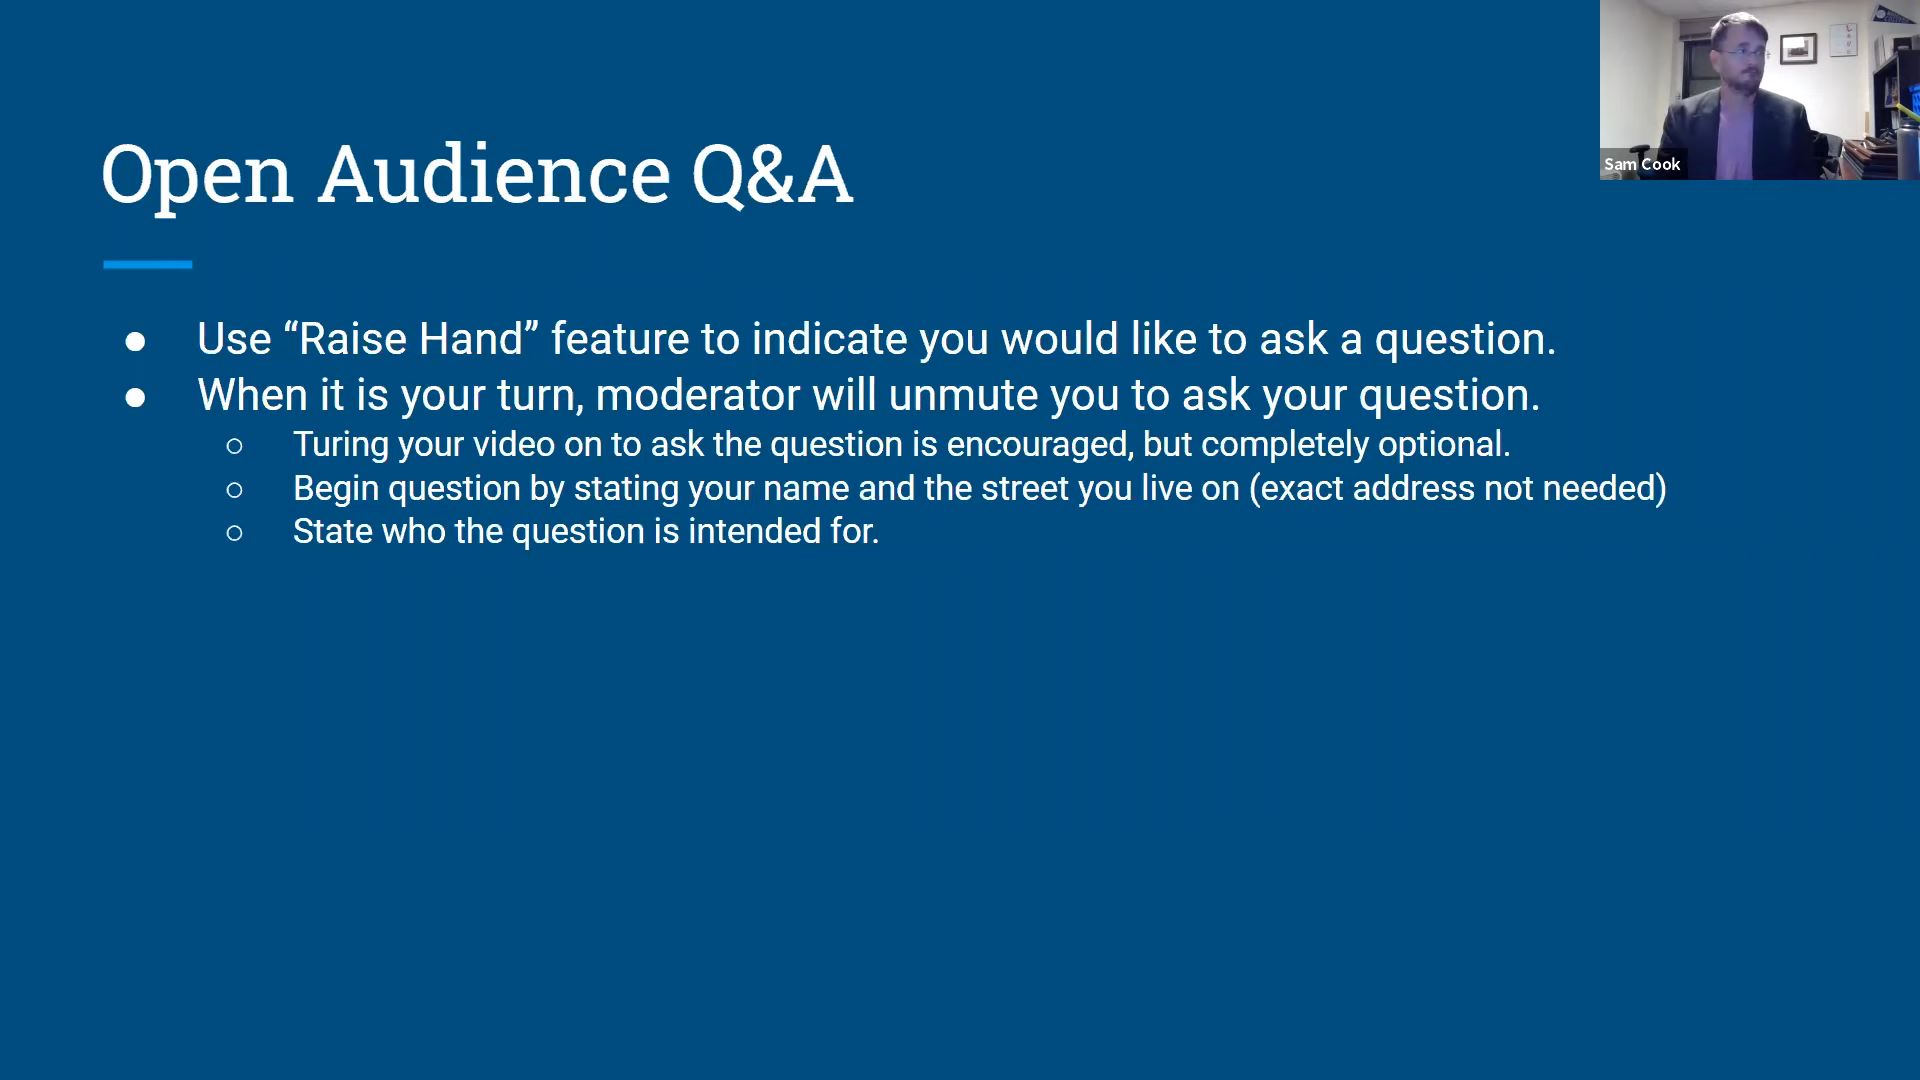 Open Audience Q&A
Sam Cook
● Use “Raise Hand” feature to indicate you would like to ask a question.
● When it is your turn, moderator will unmute you to ask your question.
○ Turing your video on to ask the question is encouraged, but completely optional.
○ Begin question by stating your name and the street you live on (exact address not needed)
○ State who the question is intended for.